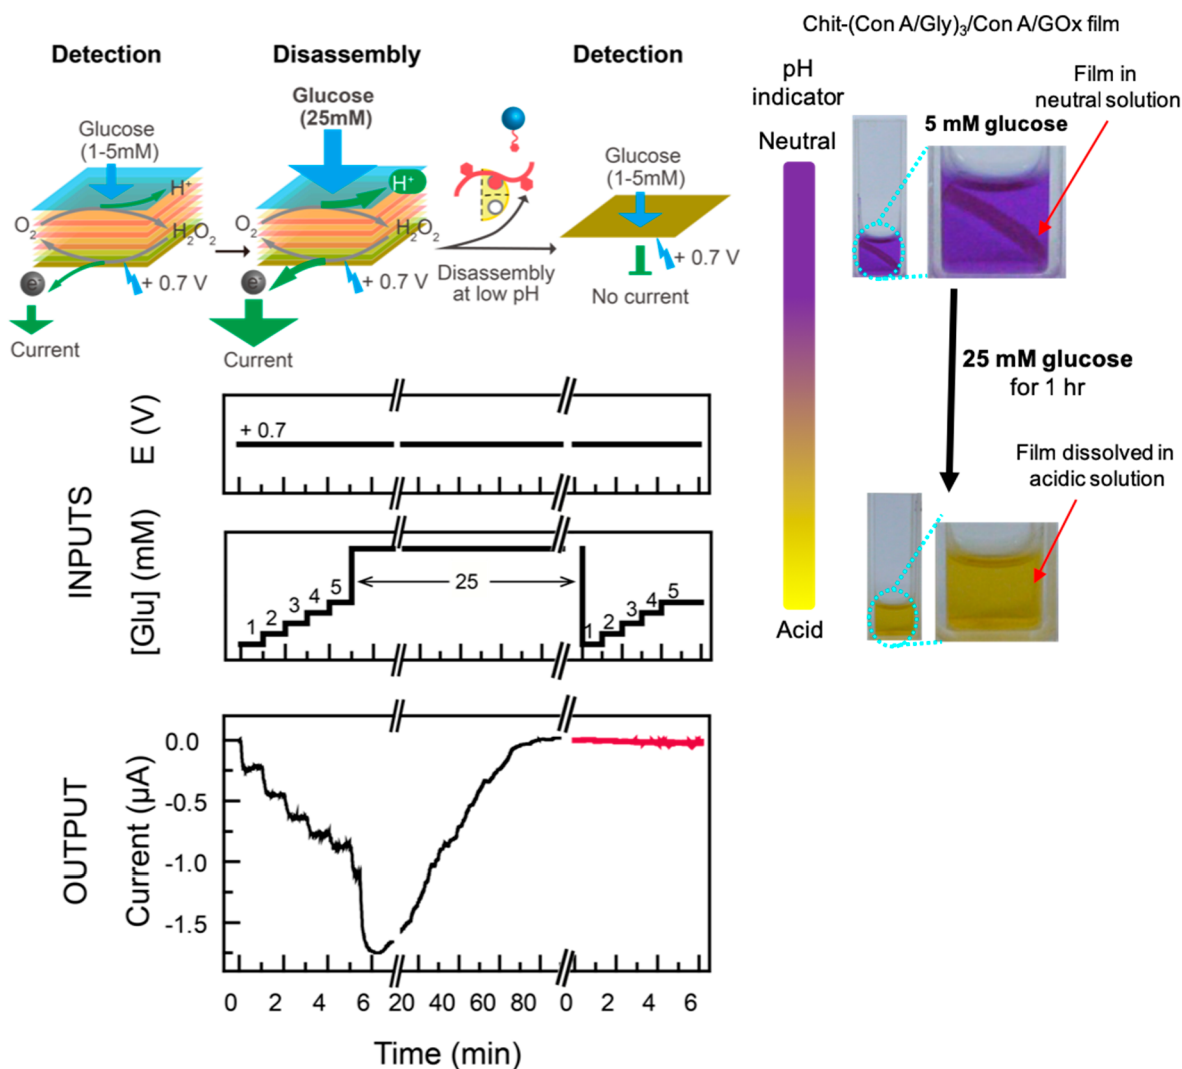 Detection
Disassembly
Detection
Glucose
(1-5mM)
H⁺
O₂
H₂O₂
e⁻
+ 0.7 V
Current
Glucose
(25mM)
H⁺
O₂
H₂O₂
e⁻
+ 0.7 V
Current
Disassembly
at low pH
Glucose
(1-5mM)
+ 0.7 V
No current
Chit-(Con A/Gly)₃/Con A/GOx film
pH
indicator
Neutral
Acid
Film in
neutral solution
5 mM glucose
25 mM glucose
for 1 hr
Film dissolved in
acidic solution
INPUTS
E (V)
+ 0.7
[Glu] (mM)
1 2 3 4 5
25
1 2 3 4 5
OUTPUT
Current (µA)
0.0
-0.5
-1.0
-1.5
0 2 4 6 20 40 60 80 0 2 4 6
Time (min)